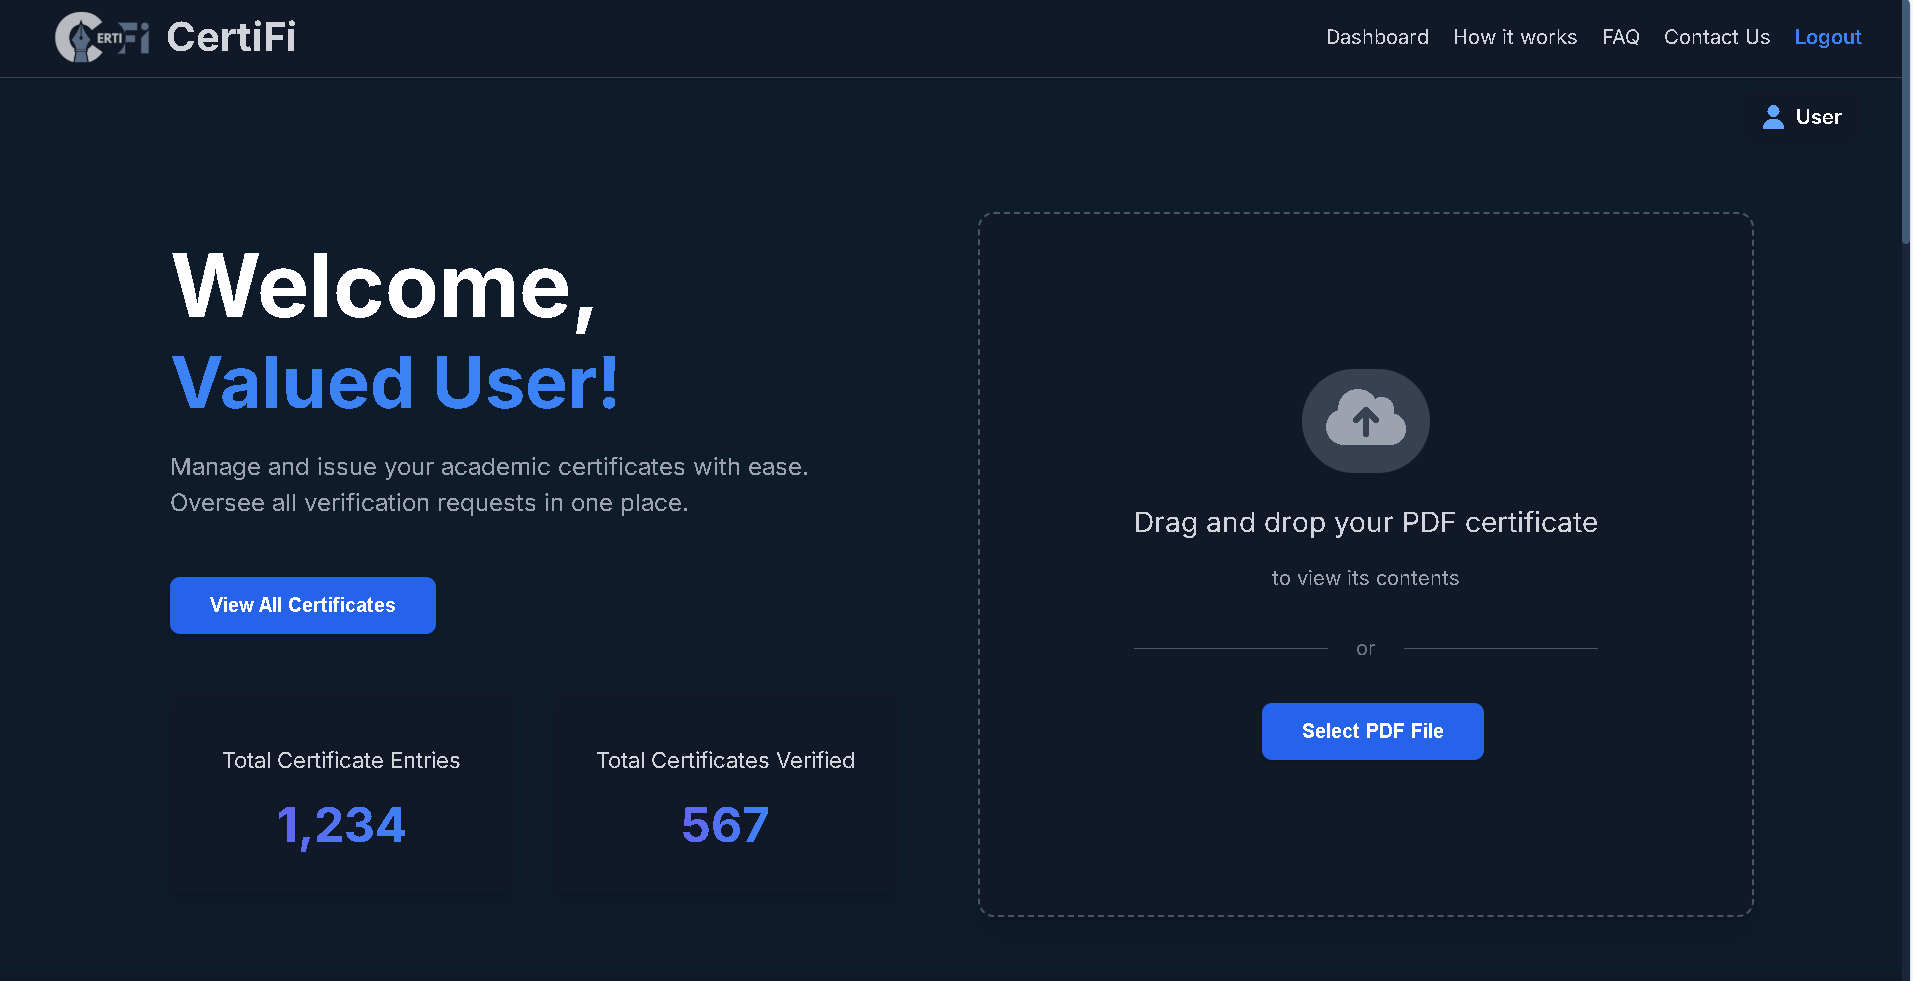 ERTI Fi CertiFi
Dashboard How it works FAQ Contact Us Logout
User
Welcome,
Valued User!
Manage and issue your academic certificates with ease.
Oversee all verification requests in one place.
View All Certificates
Total Certificate Entries
1,234
Total Certificates Verified
567
Drag and drop your PDF certificate
to view its contents
or
Select PDF File